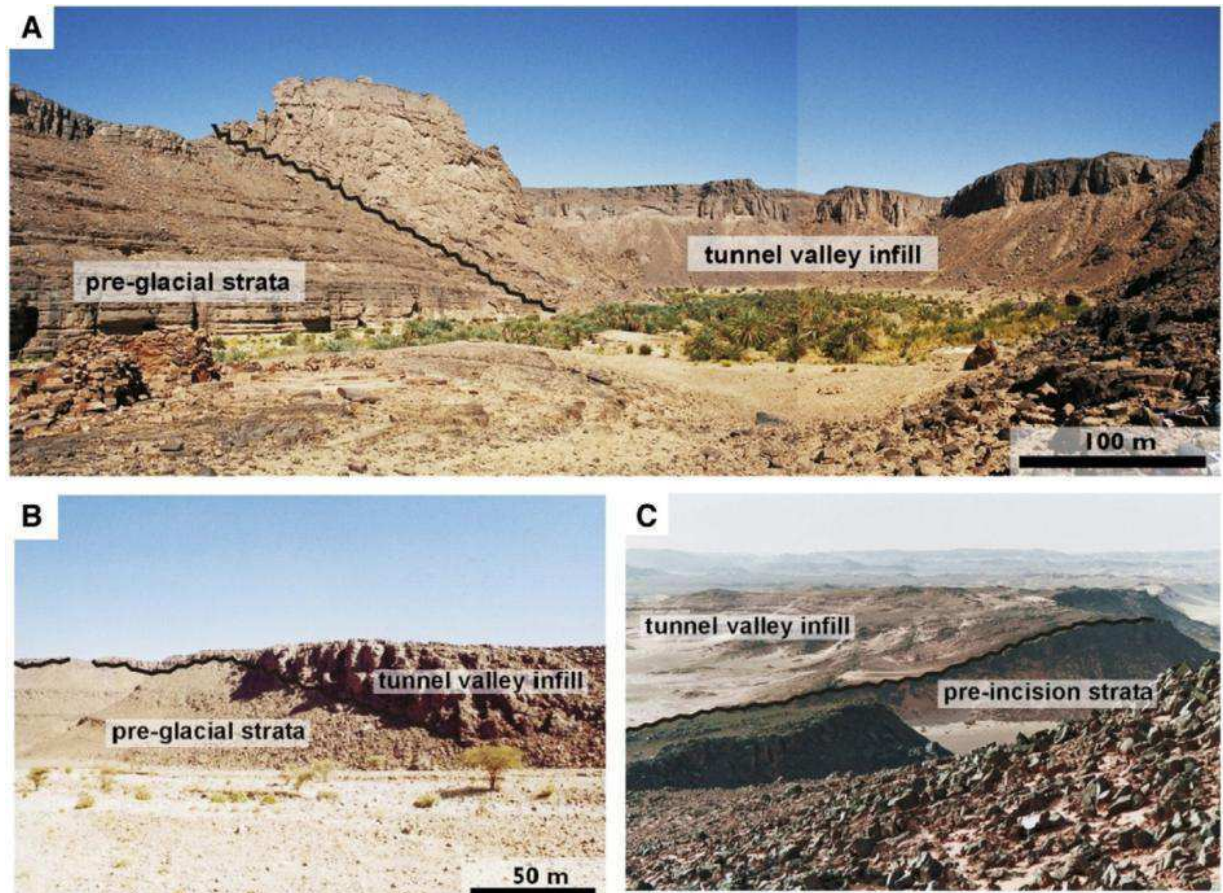 A
pre-glacial strata
tunnel valley infill
100 m
B
tunnel valley infill
pre-glacial strata
50 m
C
tunnel valley infill
pre-incision strata